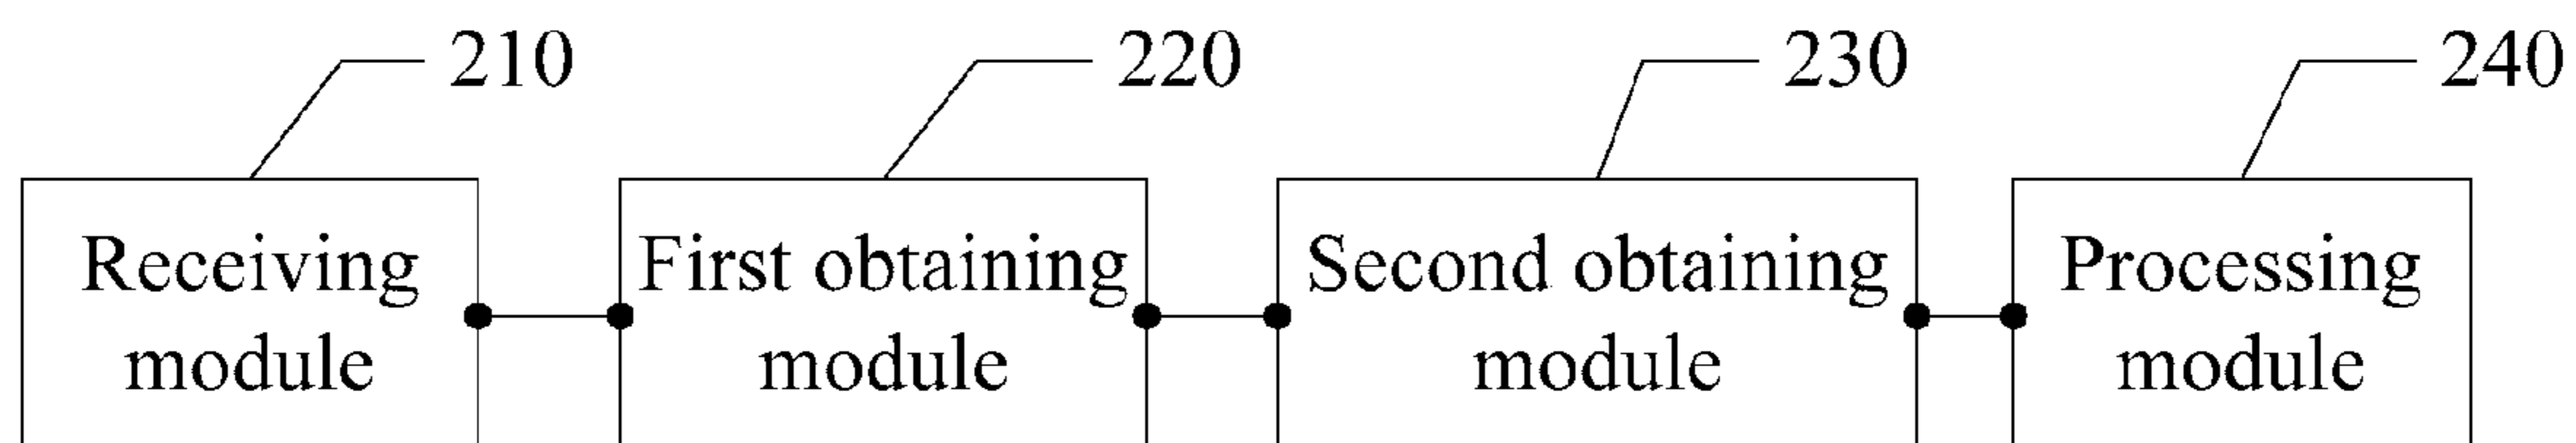 210
220
230
240
Receiving
module
First obtaining
module
Second obtaining
module
Processing
module